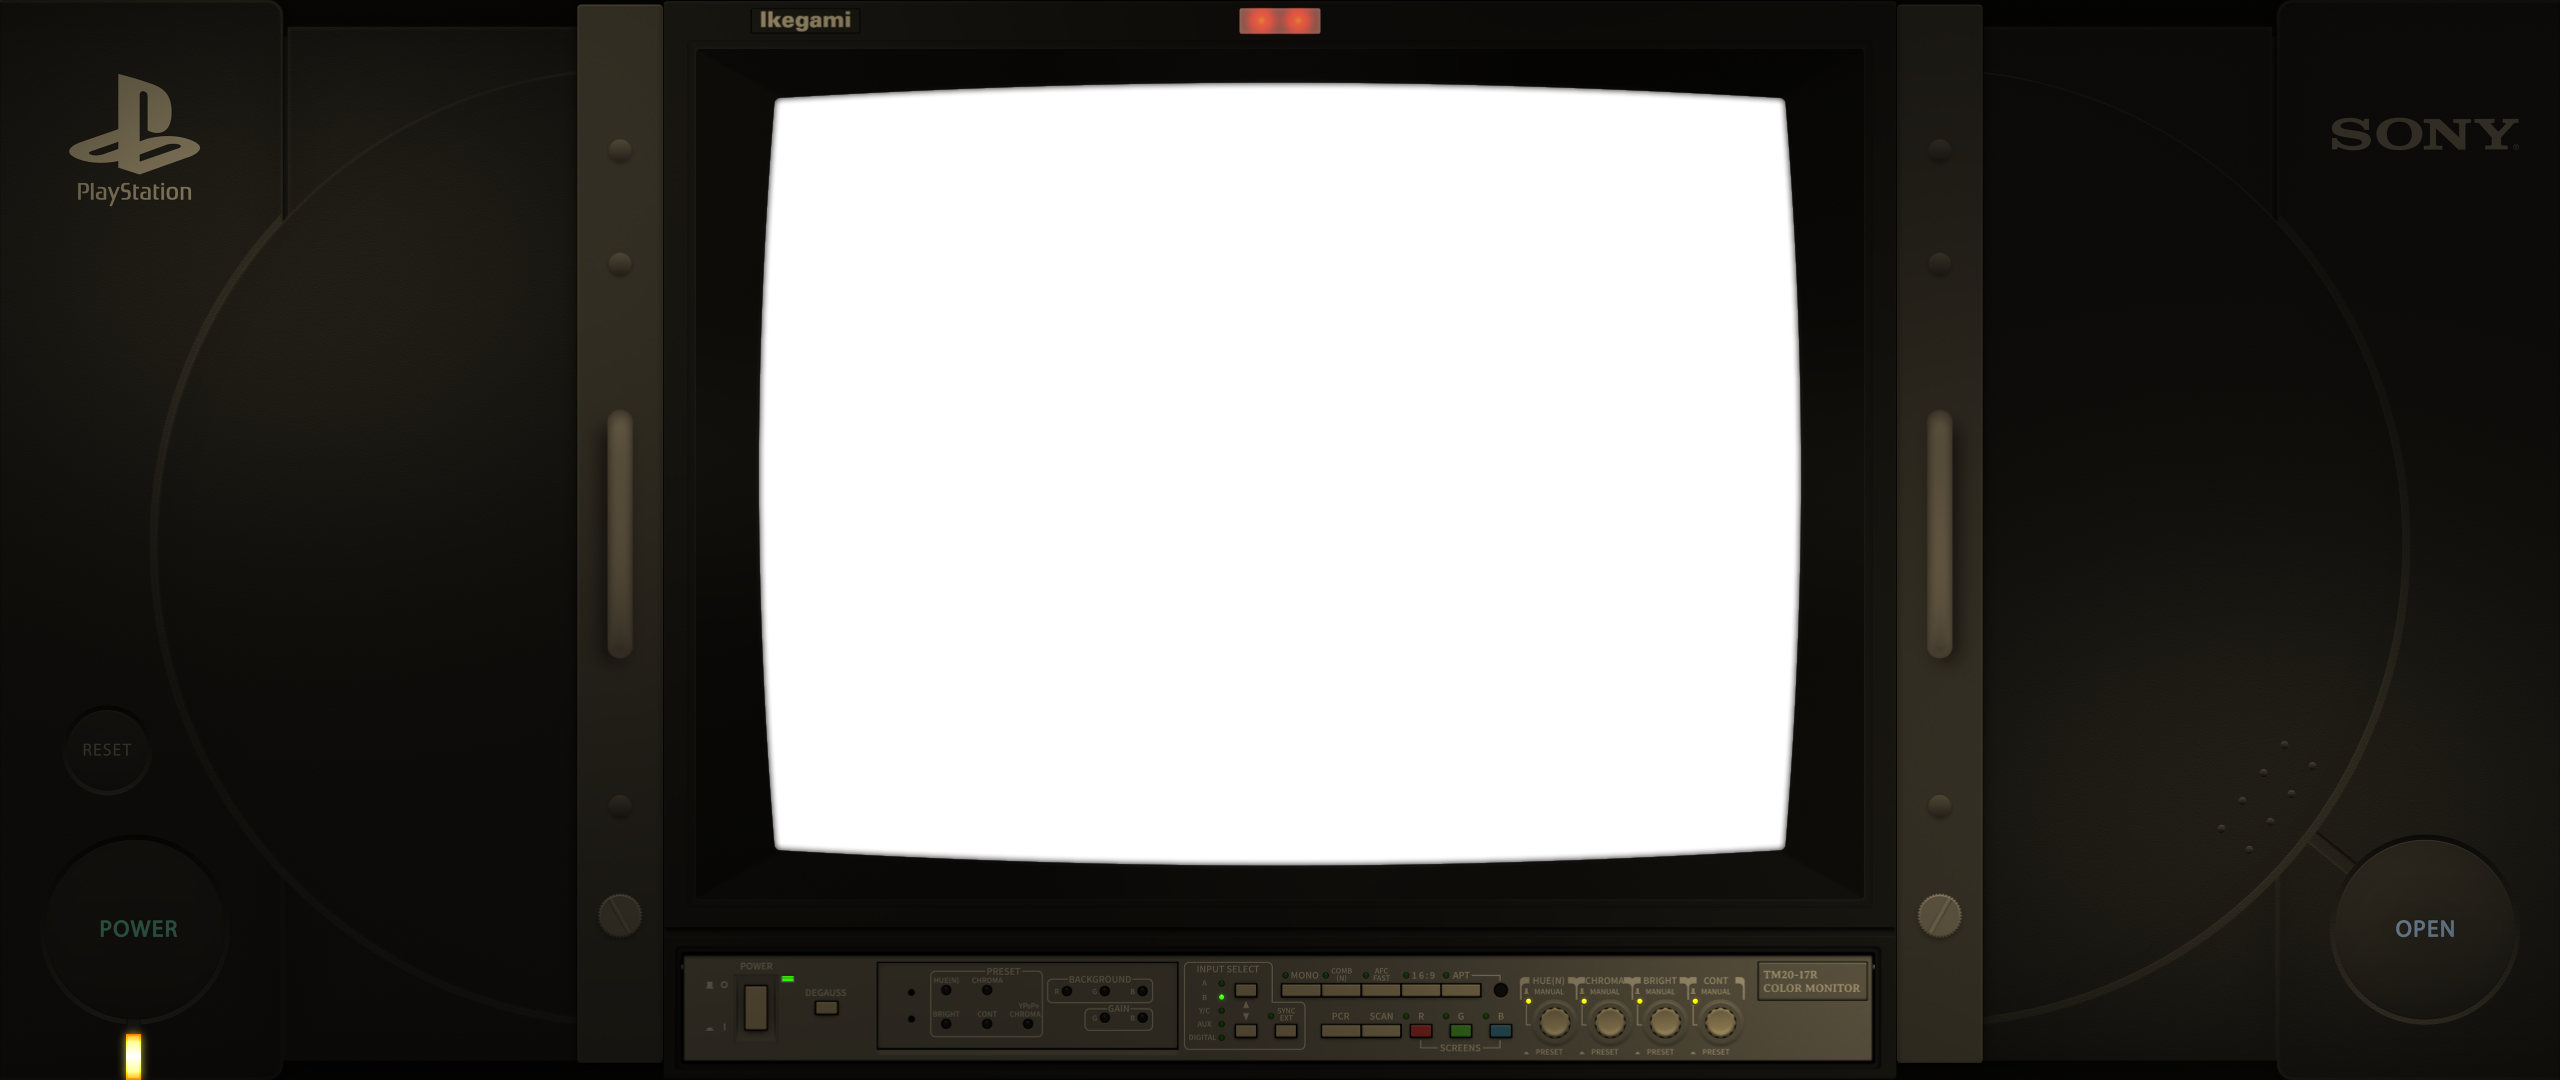 Ikegami
PlayStation
SONY
RESET
POWER
OPEN
POWER
DEGAUSS
PRESET
HUE(N) CHROMA
BRIGHT CONT YPbPr CHROMA
BACKGROUND
R G B
GAIN
G B
INPUT SELECT
A
B
Y/C
AUX
DIGITAL
SYNC EXT
MONO COMB (N) AFC FAST 16:9 APT
PCR SCAN R G B
SCREENS
HUE(N) CHROMA BRIGHT CONT
MANUAL MANUAL MANUAL MANUAL
PRESET PRESET PRESET PRESET
TM20-17R
COLOR MONITOR